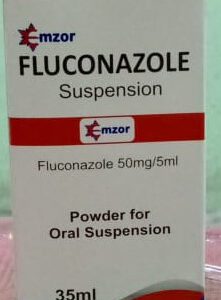 Emzor
FLUCONAZOLE
Suspension
Emzor
Fluconazole 50mg/5ml
Powder for
Oral Suspension
35ml